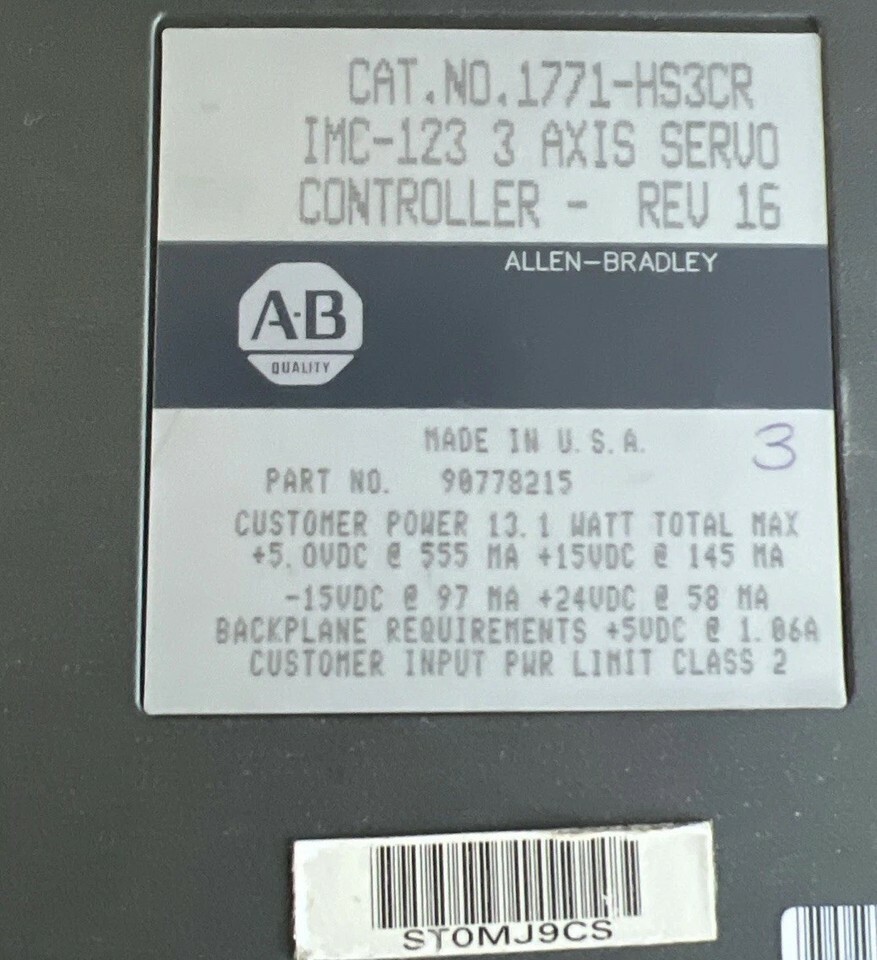 CAT.NO.1771-HS3CR
IMC-123 3 AXIS SERVO
CONTROLLER - REV 16
ALLEN-BRADLEY
A-B
QUALITY
MADE IN U.S.A.
3
PART NO. 90778215
CUSTOMER POWER 13.1 WATT TOTAL MAX
+5.0VDC @ 555 MA +15VDC @ 145 MA
-15VDC @ 97 MA +24VDC @ 58 MA
BACKPLANE REQUIREMENTS +5VDC @ 1.06A
CUSTOMER INPUT PWR LIMIT CLASS 2
ST0MJ9CS